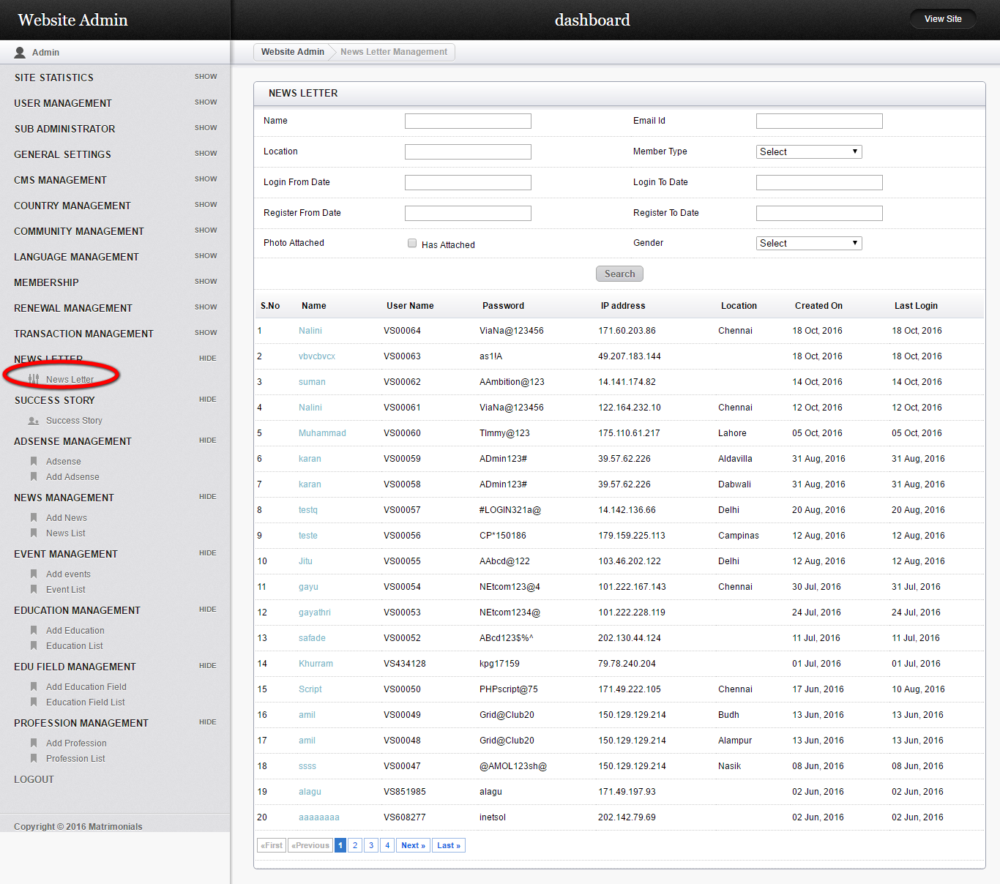 Website Admin
dashboard
View Site
Admin
Website Admin
News Letter Management
SITE STATISTICS SHOW
USER MANAGEMENT SHOW
SUB ADMINISTRATOR SHOW
GENERAL SETTINGS SHOW
CMS MANAGEMENT SHOW
COUNTRY MANAGEMENT SHOW
COMMUNITY MANAGEMENT SHOW
LANGUAGE MANAGEMENT SHOW
MEMBERSHIP SHOW
RENEWAL MANAGEMENT SHOW
TRANSACTION MANAGEMENT SHOW
NEWS LETTER HIDE
News Letter
SUCCESS STORY HIDE
Success Story
ADSENSE MANAGEMENT HIDE
Adsense
Add Adsense
NEWS MANAGEMENT HIDE
Add News
News List
EVENT MANAGEMENT HIDE
Add events
Event List
EDUCATION MANAGEMENT HIDE
Add Education
Education List
EDU FIELD MANAGEMENT HIDE
Add Education Field
Education Field List
PROFESSION MANAGEMENT HIDE
Add Profession
Profession List
LOGOUT
Copyright © 2016 Matrimonials
NEWS LETTER
Name Email Id
Location Member Type Select
Login From Date Login To Date
Register From Date Register To Date
Photo Attached Has Attached Gender Select
Search
S.No Name User Name Password IP address Location Created On Last Login
1 Nalini VS00064 ViaNa@123456 171.60.203.86 Chennai 18 Oct, 2016 18 Oct, 2016
2 vbvcbvcx VS00063 as1!A 49.207.183.144 18 Oct, 2016 18 Oct, 2016
3 suman VS00062 AAmbition@123 14.141.174.82 14 Oct, 2016 14 Oct, 2016
4 Nalini VS00061 ViaNa@123456 122.164.232.10 Chennai 12 Oct, 2016 12 Oct, 2016
5 Muhammad VS00060 TImmy@123 175.110.61.217 Lahore 05 Oct, 2016 05 Oct, 2016
6 karan VS00059 ADmin123# 39.57.62.226 Aldavilla 31 Aug, 2016 31 Aug, 2016
7 karan VS00058 ADmin123# 39.57.62.226 Dabwali 31 Aug, 2016 31 Aug, 2016
8 testq VS00057 #LOGIN321a@ 14.142.136.66 Delhi 20 Aug, 2016 20 Aug, 2016
9 teste VS00056 CP*150186 179.159.225.113 Campinas 12 Aug, 2016 12 Aug, 2016
10 Jitu VS00055 AAbcd@122 103.46.202.122 Delhi 12 Aug, 2016 12 Aug, 2016
11 gayu VS00054 NEtcom123@4 101.222.167.143 Chennai 30 Jul, 2016 31 Jul, 2016
12 gayathri VS00053 NEtcom1234@ 101.222.228.119 24 Jul, 2016 24 Jul, 2016
13 safade VS00052 ABcd123$%^ 202.130.44.124 11 Jul, 2016 11 Jul, 2016
14 Khurram VS434128 kpg17159 79.78.240.204 01 Jul, 2016 01 Jul, 2016
15 Script VS00050 PHPscript@75 171.49.222.105 Chennai 17 Jun, 2016 10 Aug, 2016
16 amil VS00049 Grid@Club20 150.129.129.214 Budh 13 Jun, 2016 13 Jun, 2016
17 amil VS00048 Grid@Club20 150.129.129.214 Alampur 13 Jun, 2016 13 Jun, 2016
18 ssss VS00047 @AMOL123sh@ 150.129.129.214 Nasik 08 Jun, 2016 08 Jun, 2016
19 alagu VS851985 alagu 171.49.197.93 02 Jun, 2016 02 Jun, 2016
20 aaaaaaaa VS608277 inetsol 202.142.79.69 02 Jun, 2016 02 Jun, 2016
«First «Previous 1 2 3 4 Next » Last »